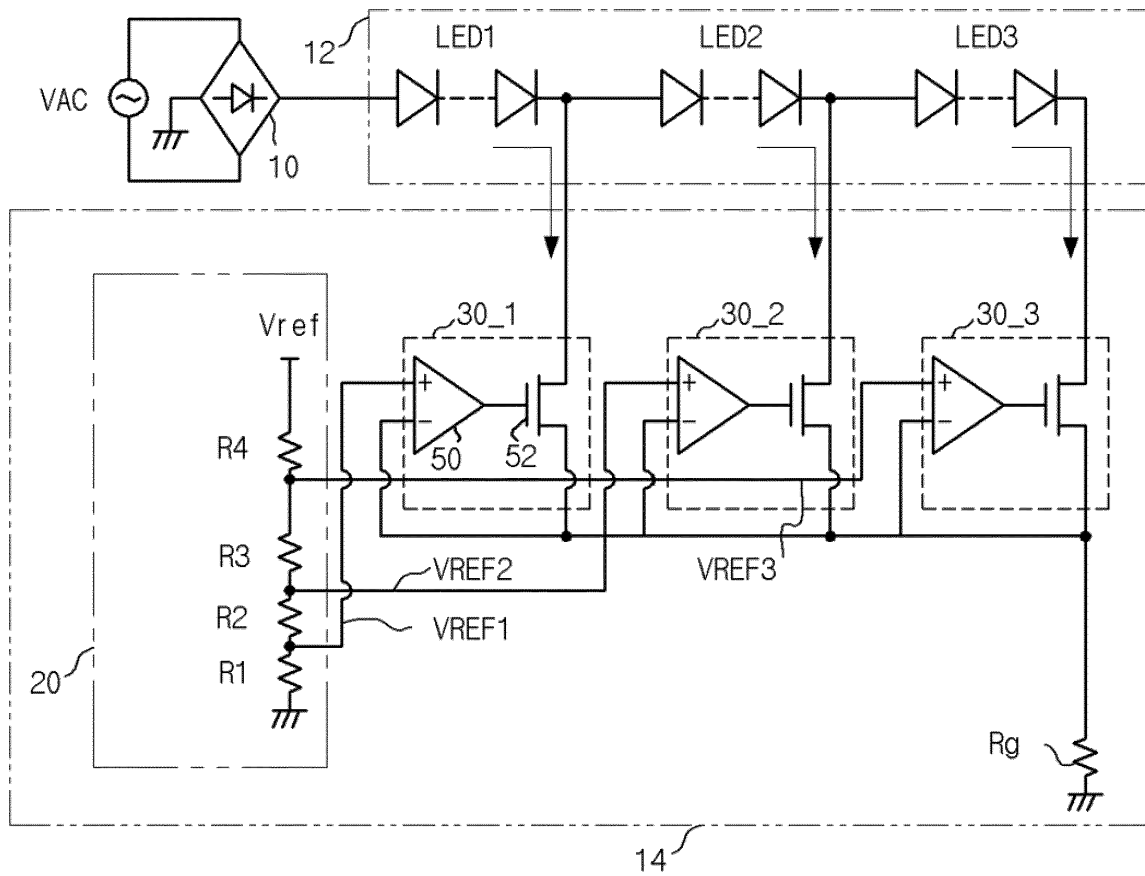 12
LED1
LED2
LED3
VAC
10
30_1
30_2
30_3
Vref
+
+
+
−
−
−
R4
50
52
R3
VREF2
VREF3
R2
VREF1
R1
20
Rg
14